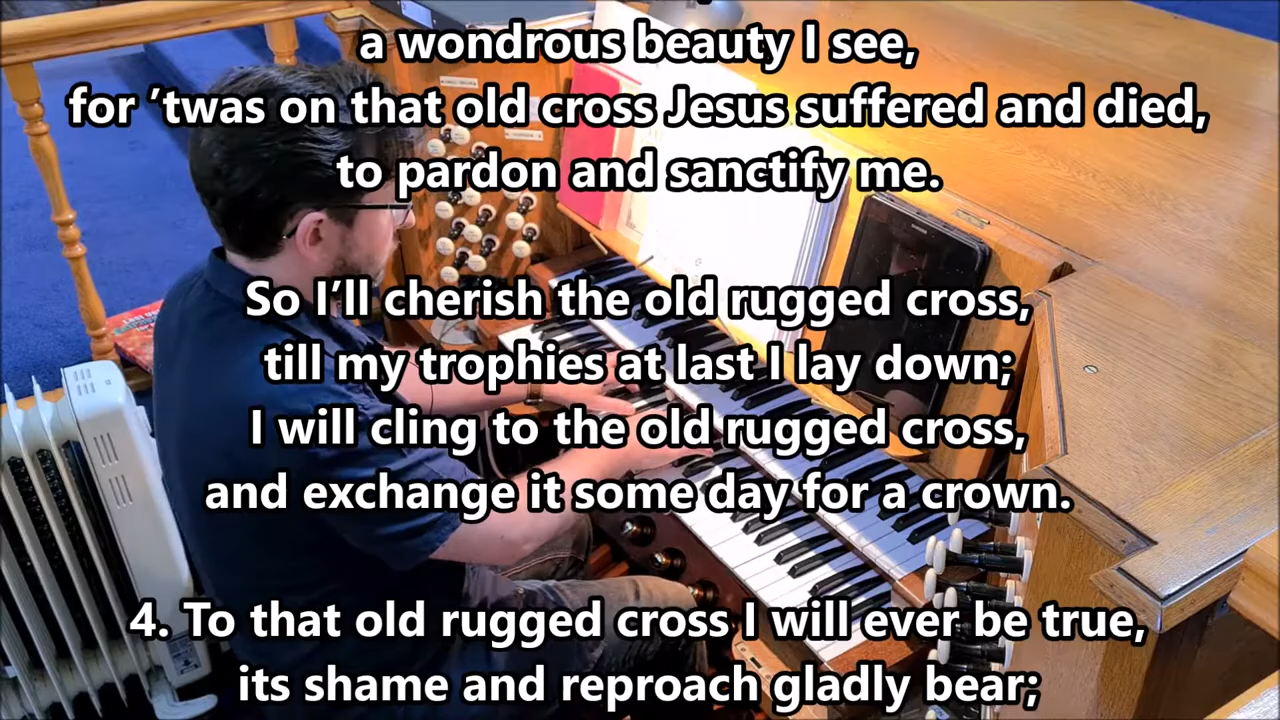 a wondrous beauty I see,
for ’twas on that old cross Jesus suffered and died,
to pardon and sanctify me.
So I’ll cherish the old rugged cross,
till my trophies at last I lay down;
I will cling to the old rugged cross,
and exchange it some day for a crown.
4. To that old rugged cross I will ever be true,
its shame and reproach gladly bear;